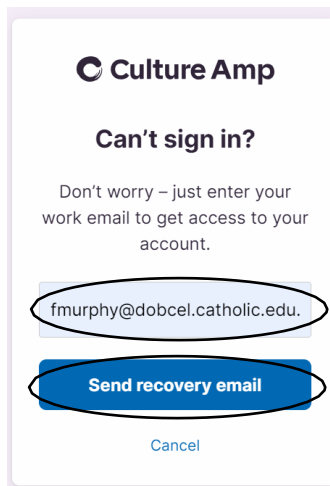 Culture Amp
Can’t sign in?
Don’t worry – just enter your
work email to get access to your
account.
fmurphy@dobcel.catholic.edu.
Send recovery email
Cancel